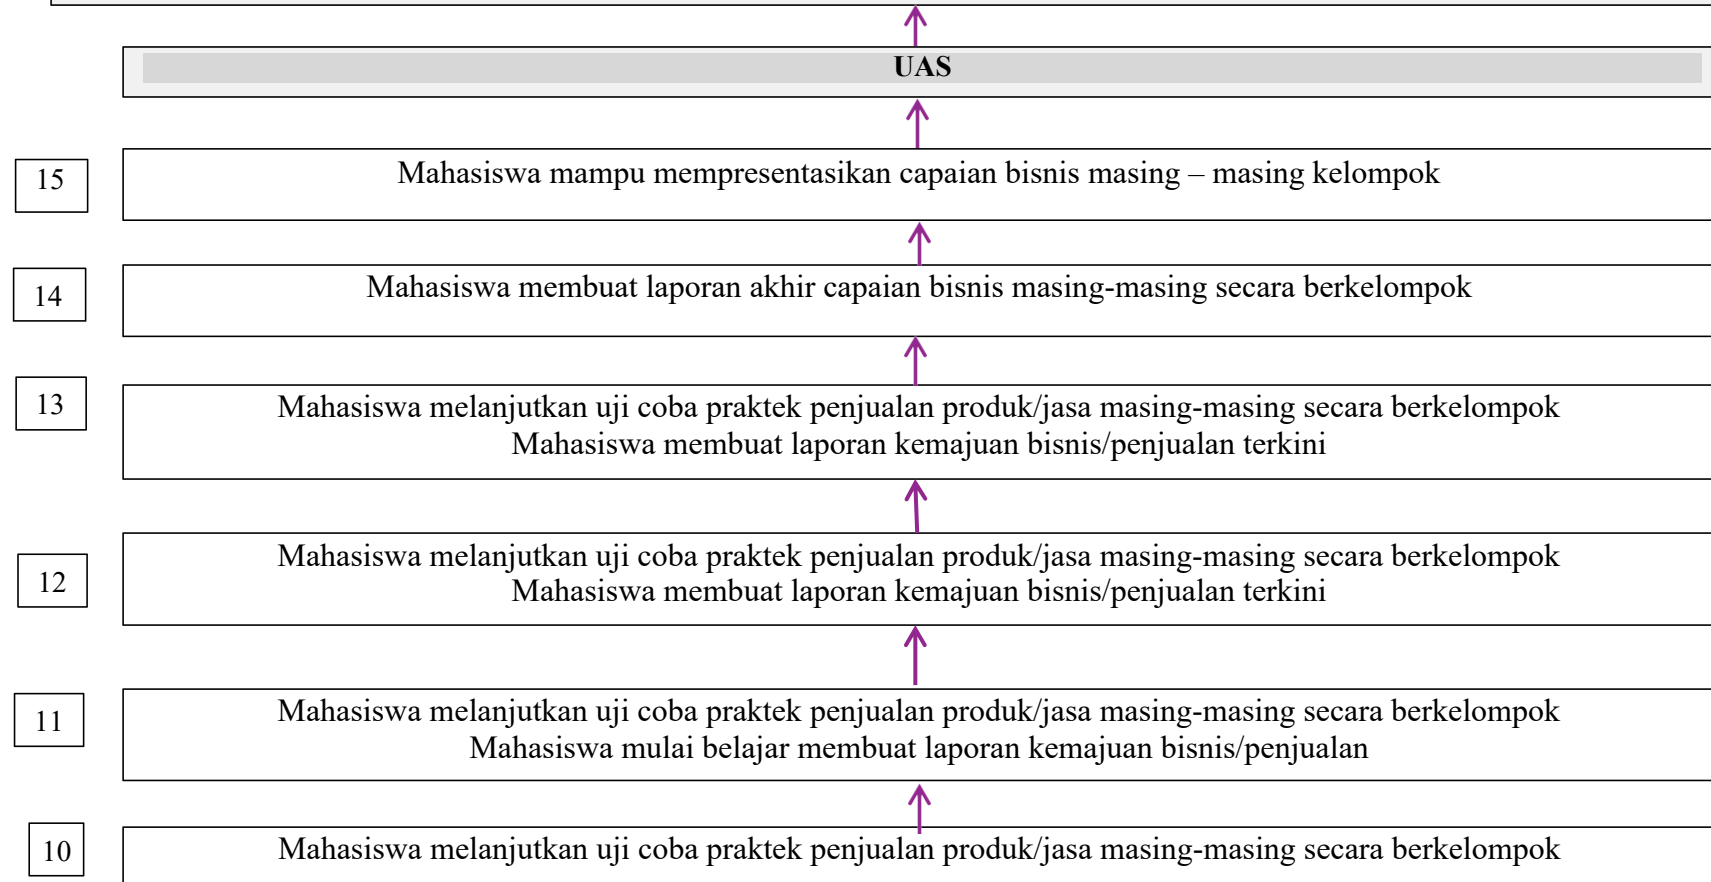 UAS
15
Mahasiswa mampu mempresentasikan capaian bisnis masing – masing kelompok
14
Mahasiswa membuat laporan akhir capaian bisnis masing-masing secara berkelompok
13
Mahasiswa melanjutkan uji coba praktek penjualan produk/jasa masing-masing secara berkelompok
Mahasiswa membuat laporan kemajuan bisnis/penjualan terkini
12
Mahasiswa melanjutkan uji coba praktek penjualan produk/jasa masing-masing secara berkelompok
Mahasiswa membuat laporan kemajuan bisnis/penjualan terkini
11
Mahasiswa melanjutkan uji coba praktek penjualan produk/jasa masing-masing secara berkelompok
Mahasiswa mulai belajar membuat laporan kemajuan bisnis/penjualan
10
Mahasiswa melanjutkan uji coba praktek penjualan produk/jasa masing-masing secara berkelompok